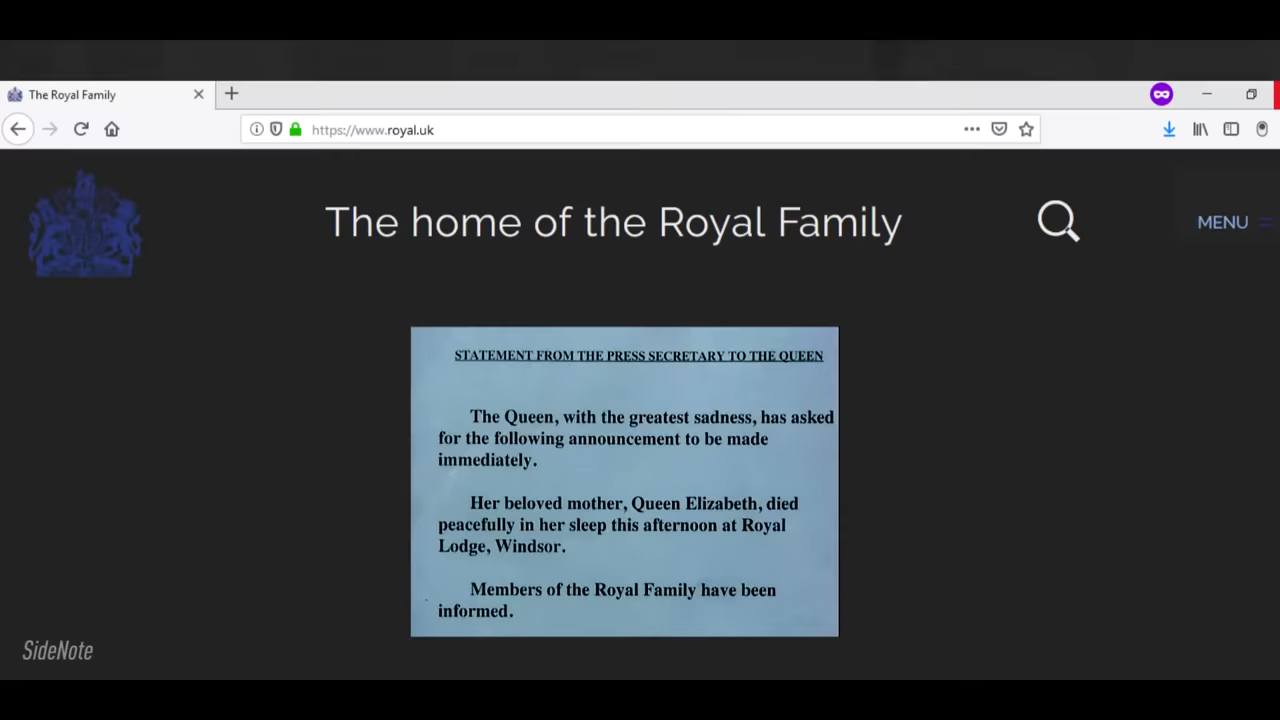 The Royal Family
https://www.royal.uk
The home of the Royal Family
MENU
STATEMENT FROM THE PRESS SECRETARY TO THE QUEEN
The Queen, with the greatest sadness, has asked
for the following announcement to be made
immediately.
Her beloved mother, Queen Elizabeth, died
peacefully in her sleep this afternoon at Royal
Lodge, Windsor.
Members of the Royal Family have been
informed.
SideNote